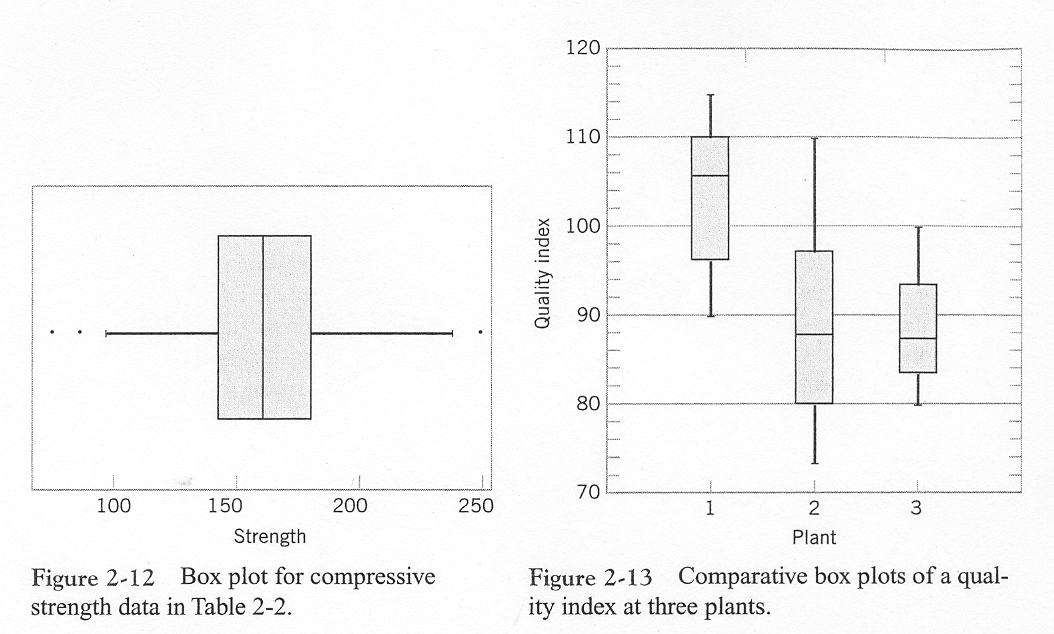 100 150 200 250
Strength
Figure 2-12 Box plot for compressive
strength data in Table 2-2.
120
110
100
90
80
70
Quality index
1 2 3
Plant
Figure 2-13 Comparative box plots of a qual-
ity index at three plants.